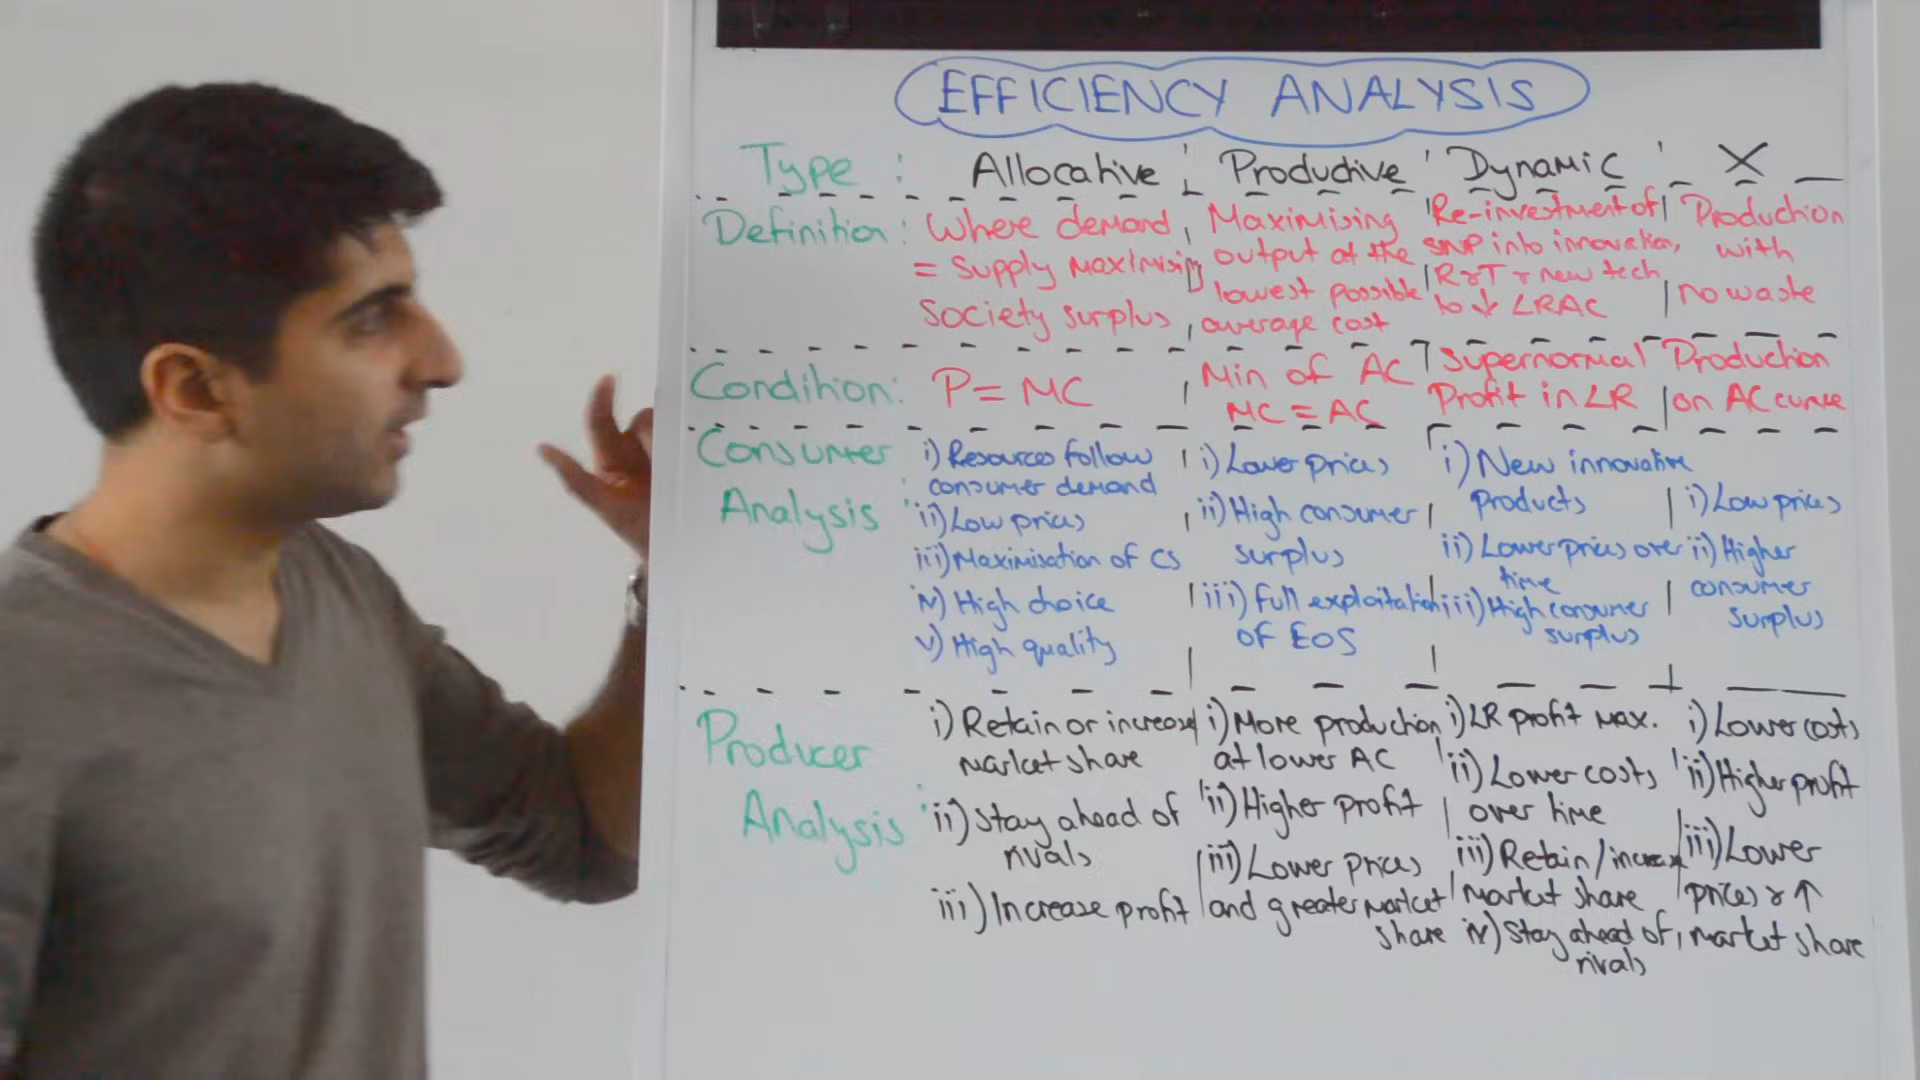 EFFICIENCY ANALYSIS
Type : Allocative Productive Dynamic X
Definition: Where demand
= Supply maximising
Society surplus
Maximising
output at the
lowest possible
average cost
Re-investment of
SNP into innovation,
R&T & new tech
to ↓ LRAC
Production
with
no waste
Condition: P = MC
Min of AC
MC = AC
Supernormal
Profit in LR
Production
on AC curve
Consumer
Analysis :
i) Resources follow
consumer demand
ii) Low prices
iii) Maximisation of CS
iv) High choice
v) High quality
i) Lower prices
ii) High consumer
surplus
iii) Full exploitation
of EOS
i) New innovative
products
ii) Lower prices over
time
iii) High consumer
surplus
i) Low prices
ii) Higher
consumer
surplus
Producer
Analysis :
i) Retain or increase
market share
ii) Stay ahead of
rivals
iii) Increase profit
i) More production
at lower AC
ii) Higher profit
iii) Lower prices
and greater market
share
i) LR profit max.
ii) Lower costs
over time
iii) Retain/increase
market share
iv) Stay ahead of
rivals
i) Lower costs
ii) Higher profit
iii) Lower
prices & ↑
market share